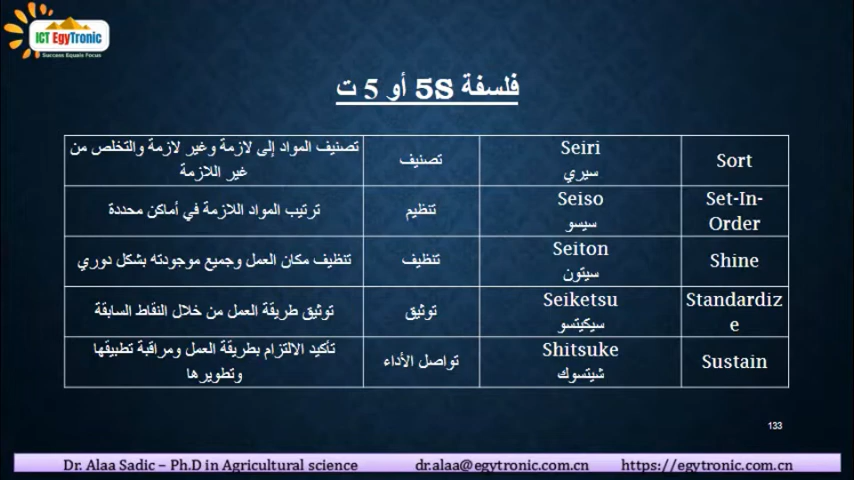 ICT EgyTronic
Success Equals Focus
فلسفة 5S أو 5 ت
تصنيف المواد إلى لازمة وغير لازمة والتخلص من
غير اللازمة
تصنيف
Seiri
سيري
Sort
ترتيب المواد اللازمة في أماكن محددة
تنظيم
Seiso
سيسو
Set-In-
Order
تنظيف مكان العمل وجميع موجودته بشكل دوري
تنظيف
Seiton
سيتون
Shine
توثيق طريقة العمل من خلال النقاط السابقة
توثيق
Seiketsu
سيكيتسو
Standardiz
e
تأكيد الالتزام بطريقة العمل ومراقبة تطبيقها
وتطويرها
تواصل الأداء
Shitsuke
شيتسوك
Sustain
133
Dr. Alaa Sadic – Ph.D in Agricultural science dr.alaa@egytronic.com.cn https://egytronic.com.cn